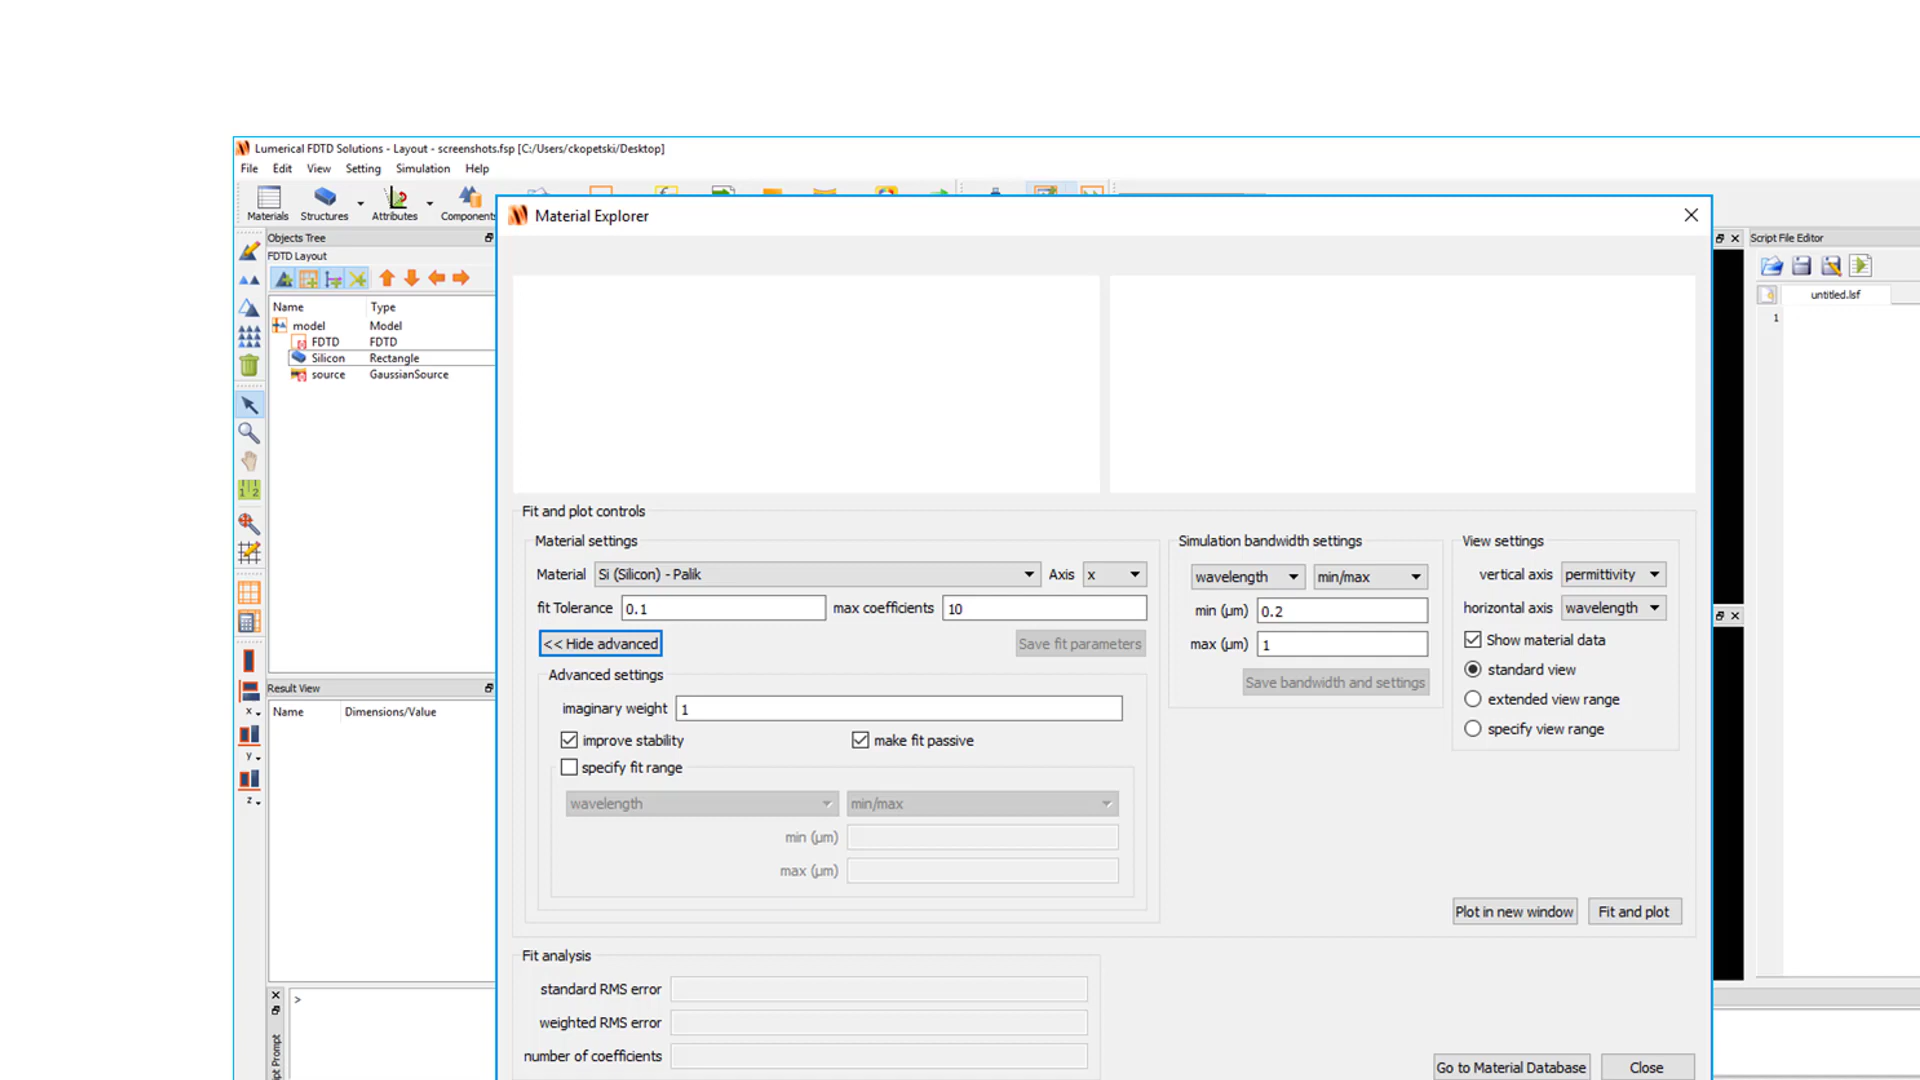 Lumerical FDTD Solutions - Layout - screenshots.fsp [C:/Users/ckopetski/Desktop]
File Edit View Setting Simulation Help
Materials Structures Attributes Components
Material Explorer
Objects Tree
FDTD Layout
Name Type
model Model
FDTD FDTD
Silicon Rectangle
source GaussianSource
Script File Editor
untitled.lsf
1
Fit and plot controls
Material settings
Material Si (Silicon) - Palik Axis x
fit Tolerance 0.1 max coefficients 10
<< Hide advanced Save fit parameters
Advanced settings
imaginary weight 1
improve stability make fit passive
specify fit range
wavelength min/max
min (µm)
max (µm)
Simulation bandwidth settings
wavelength min/max
min (µm) 0.2
max (µm) 1
Save bandwidth and settings
View settings
vertical axis permittivity
horizontal axis wavelength
Show material data
standard view
extended view range
specify view range
Plot in new window Fit and plot
Result View
Name Dimensions/Value
x
y
z
1 2
Fit analysis
standard RMS error
weighted RMS error
number of coefficients
Go to Material Database Close
>
pt Prompt